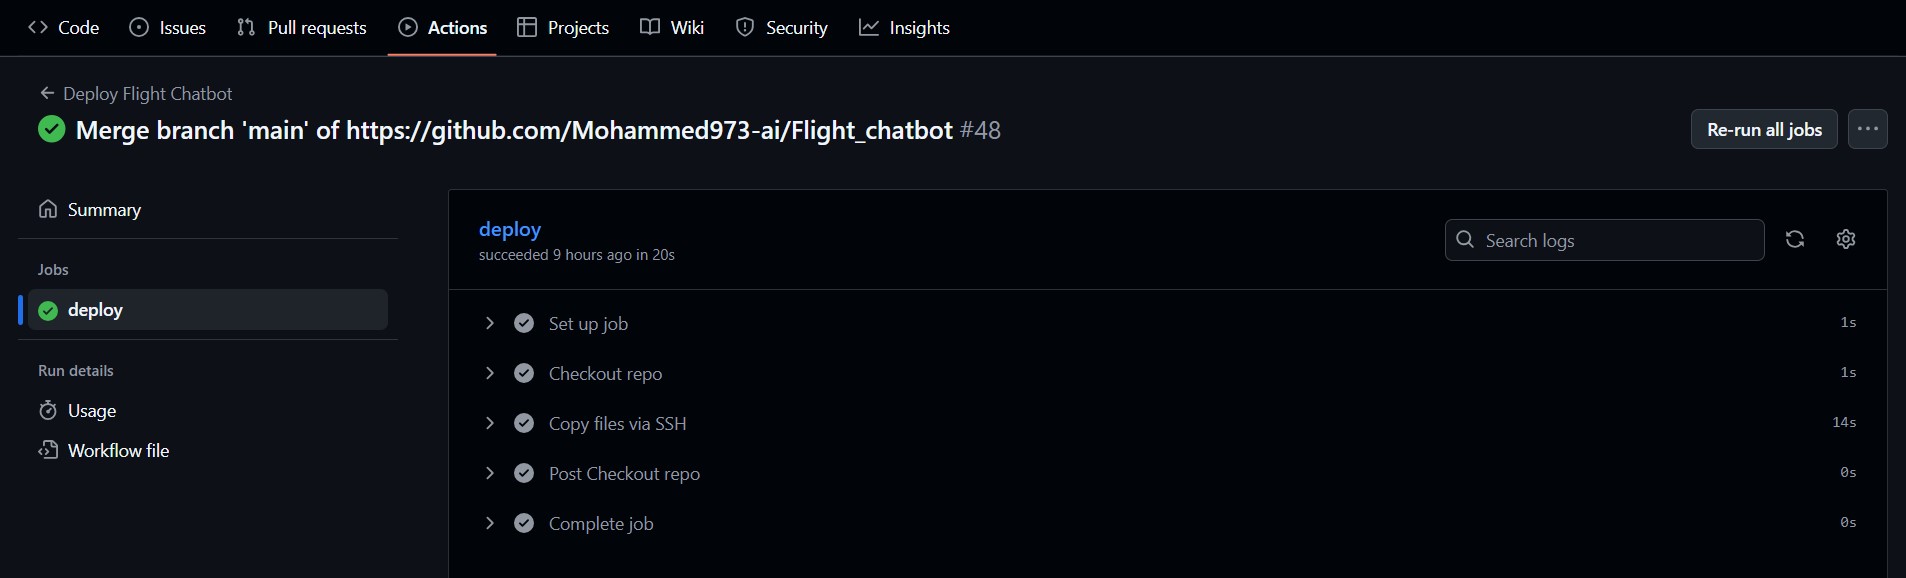 Code Issues Pull requests Actions Projects Wiki Security Insights
Deploy Flight Chatbot
Merge branch 'main' of https://github.com/Mohammed973-ai/Flight_chatbot #48
Re-run all jobs
Summary
Jobs
deploy
Run details
Usage
Workflow file
deploy
succeeded 9 hours ago in 20s
Search logs
Set up job 1s
Checkout repo 1s
Copy files via SSH 14s
Post Checkout repo 0s
Complete job 0s